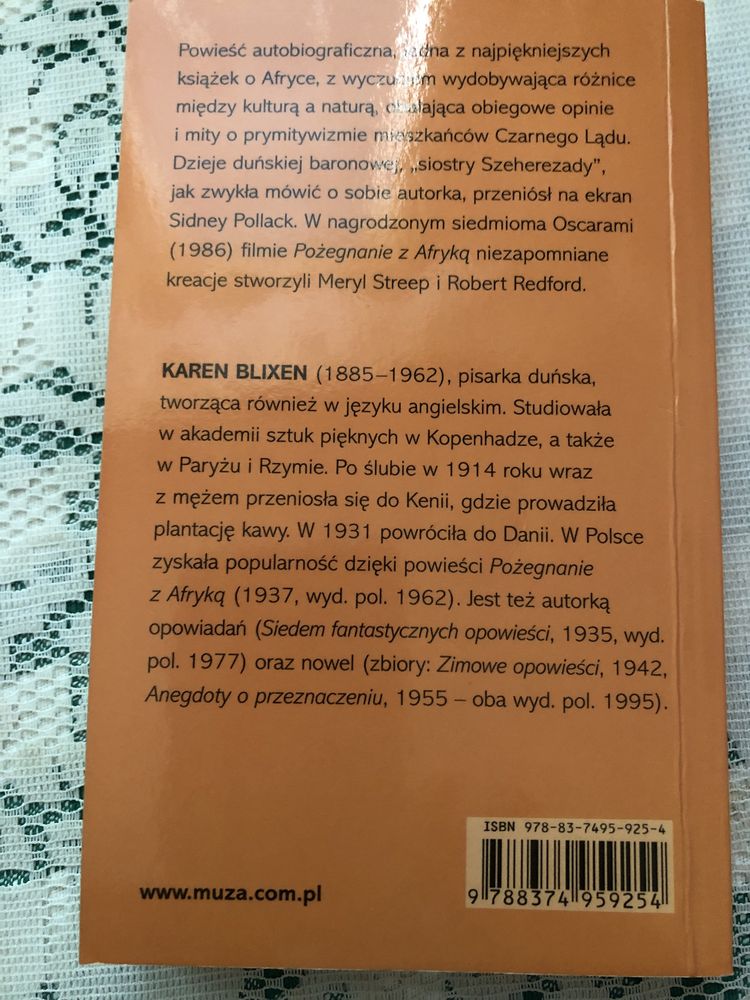 Powieść autobiograficzna, jedna z najpiękniejszych
książek o Afryce, z wyczuciem wydobywająca różnice
między kulturą a naturą, obalająca obiegowe opinie
i mity o prymitywizmie mieszkańców Czarnego Lądu.
Dzieje duńskiej baronowej, „siostry Szeherezady”,
jak zwykła mówić o sobie autorka, przeniósł na ekran
Sidney Pollack. W nagrodzonym siedmioma Oscarami
(1986) filmie Pożegnanie z Afryką niezapomniane
kreacje stworzyli Meryl Streep i Robert Redford.
KAREN BLIXEN (1885–1962), pisarka duńska,
tworząca również w języku angielskim. Studiowała
w akademii sztuk pięknych w Kopenhadze, a także
w Paryżu i Rzymie. Po ślubie w 1914 roku wraz
z mężem przeniosła się do Kenii, gdzie prowadziła
plantację kawy. W 1931 powróciła do Danii. W Polsce
zyskała popularność dzięki powieści Pożegnanie
z Afryką (1937, wyd. pol. 1962). Jest też autorką
opowiadań (Siedem fantastycznych opowieści, 1935, wyd.
pol. 1977) oraz nowel (zbiory: Zimowe opowieści, 1942,
Anegdoty o przeznaczeniu, 1955 – oba wyd. pol. 1995).
ISBN 978-83-7495-925-4
9 788374 959254
www.muza.com.pl